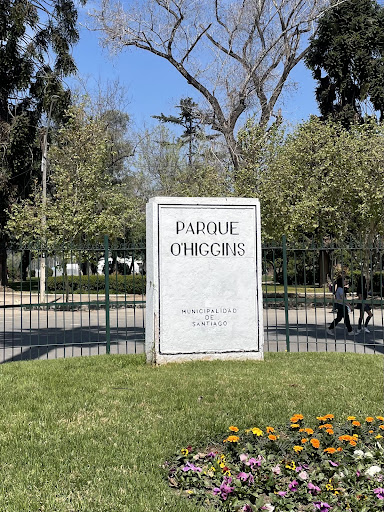 PARQUE
O'HIGGINS
MUNICIPALIDAD
DE
SANTIAGO